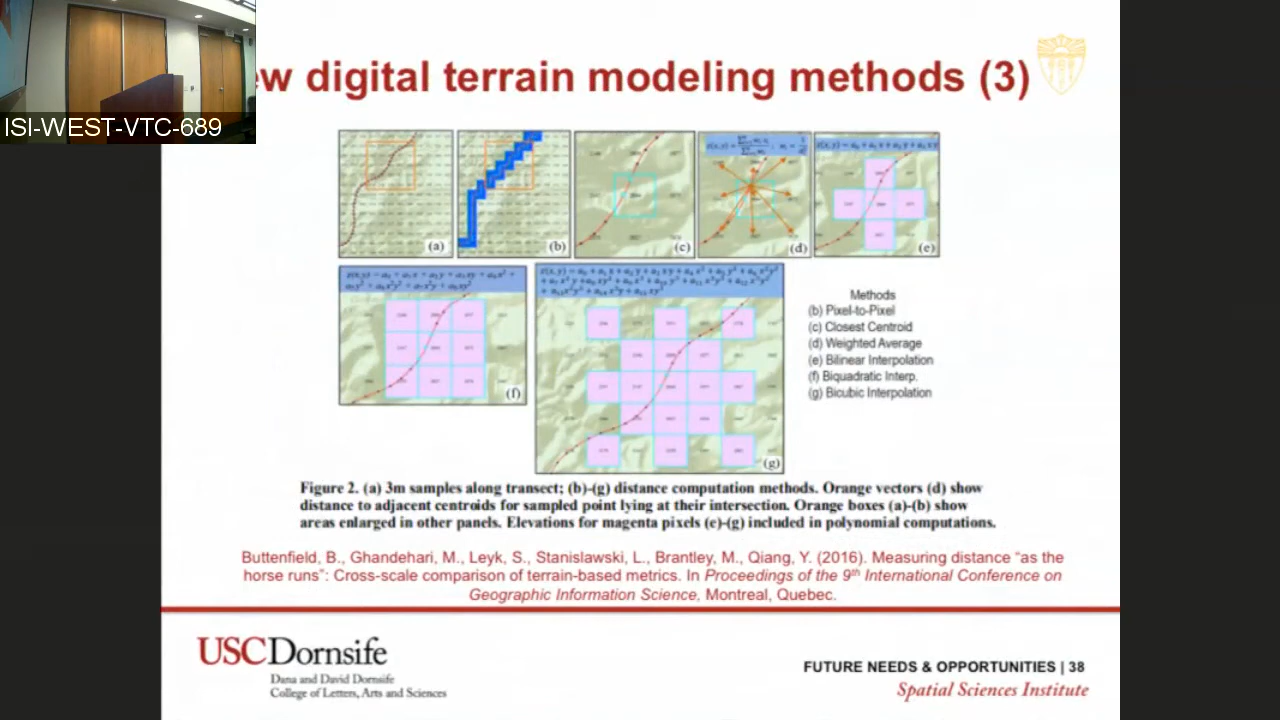 ew digital terrain modeling methods (3)
ISI-WEST-VTC-689
(a)
(b)
(c)
(d)
(e)
(f)
(g)
Methods
(b) Pixel-to-Pixel
(c) Closest Centroid
(d) Weighted Average
(e) Bilinear Interpolation
(f) Biquadratic Interp.
(g) Bicubic Interpolation
Figure 2. (a) 3m samples along transect; (b)-(g) distance computation methods. Orange vectors (d) show
distance to adjacent centroids for sampled point lying at their intersection. Orange boxes (a)-(b) show
areas enlarged in other panels. Elevations for magenta pixels (e)-(g) included in polynomial computations.
Buttenfield, B., Ghandehari, M., Leyk, S., Stanislawski, L., Brantley, M., Qiang, Y. (2016). Measuring distance “as the
horse runs”: Cross-scale comparison of terrain-based metrics. In Proceedings of the 9th International Conference on
Geographic Information Science, Montreal, Quebec.
USCDornsife
Dana and David Dornsife
College of Letters, Arts and Sciences
FUTURE NEEDS & OPPORTUNITIES | 38
Spatial Sciences Institute